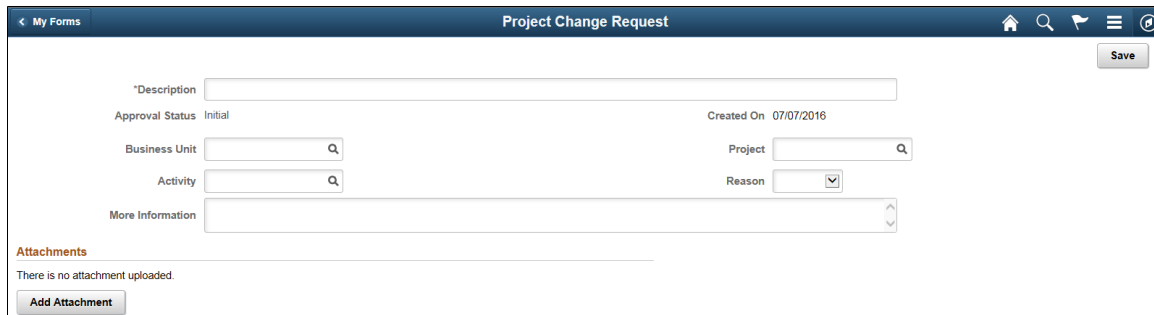 My Forms Project Change Request
Save
*Description
Approval Status Initial Created On 07/07/2016
Business Unit Project
Activity Reason
More Information
Attachments
There is no attachment uploaded.
Add Attachment